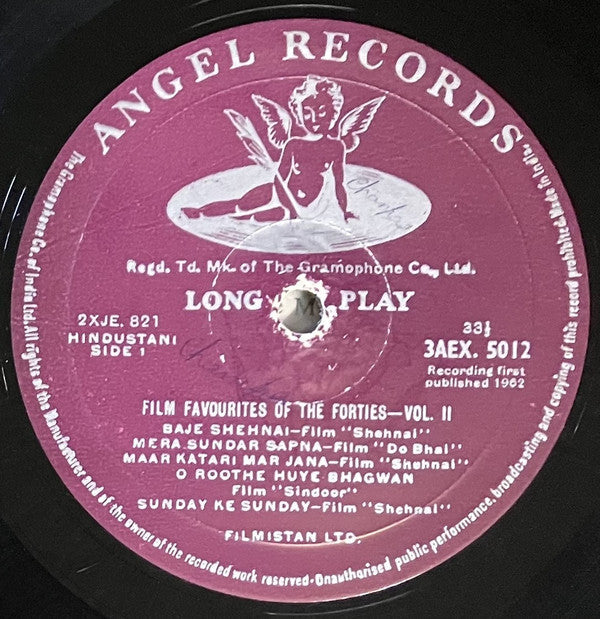 ANGEL RECORDS
Regd. Td. Mk. of The Gramophone Co., Ltd.
LONG PLAY
2XJE. 821
HINDUSTANI
SIDE 1
33⅓
3AEX. 5012
Recording first
published 1962
FILM FAVOURITES OF THE FORTIES—VOL. II
BAJE SHEHNAI—Film "Shehnai"
MERA SUNDAR SAPNA—Film "Do Bhai"
MAAR KATARI MAR JANA—Film "Shehnai"
O ROOTHE HUYE BHAGWAN
Film "Sindoor"
SUNDAY KE SUNDAY—Film "Shehnai"
FILMISTAN LTD.
The Gramophone Co. of India Ltd. All rights of the Manufacturer and of the owner of the recorded work reserved·Unauthorised public performance, broadcasting and copying of this record prohibited Made in India.